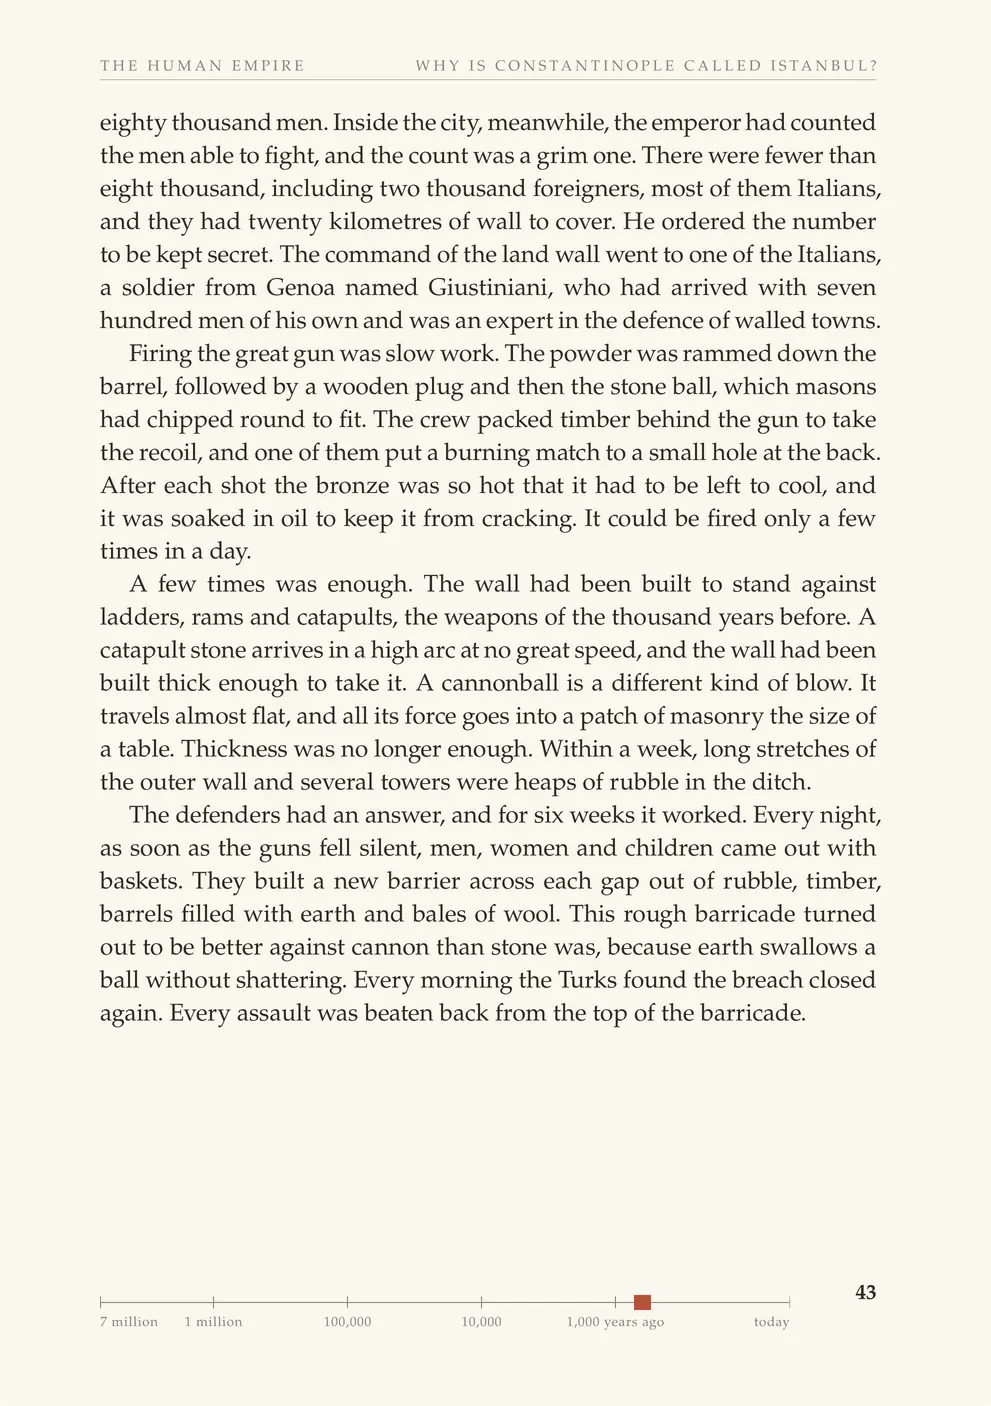 THE HUMAN EMPIRE
WHY IS CONSTANTINOPLE CALLED ISTANBUL?
eighty thousand men. Inside the city, meanwhile, the emperor had counted
the men able to fight, and the count was a grim one. There were fewer than
eight thousand, including two thousand foreigners, most of them Italians,
and they had twenty kilometres of wall to cover. He ordered the number
to be kept secret. The command of the land wall went to one of the Italians,
a soldier from Genoa named Giustiniani, who had arrived with seven
hundred men of his own and was an expert in the defence of walled towns.
Firing the great gun was slow work. The powder was rammed down the
barrel, followed by a wooden plug and then the stone ball, which masons
had chipped round to fit. The crew packed timber behind the gun to take
the recoil, and one of them put a burning match to a small hole at the back.
After each shot the bronze was so hot that it had to be left to cool, and
it was soaked in oil to keep it from cracking. It could be fired only a few
times in a day.
A few times was enough. The wall had been built to stand against
ladders, rams and catapults, the weapons of the thousand years before. A
catapult stone arrives in a high arc at no great speed, and the wall had been
built thick enough to take it. A cannonball is a different kind of blow. It
travels almost flat, and all its force goes into a patch of masonry the size of
a table. Thickness was no longer enough. Within a week, long stretches of
the outer wall and several towers were heaps of rubble in the ditch.
The defenders had an answer, and for six weeks it worked. Every night,
as soon as the guns fell silent, men, women and children came out with
baskets. They built a new barrier across each gap out of rubble, timber,
barrels filled with earth and bales of wool. This rough barricade turned
out to be better against cannon than stone was, because earth swallows a
ball without shattering. Every morning the Turks found the breach closed
again. Every assault was beaten back from the top of the barricade.
43
7 million 1 million 100,000 10,000 1,000 years ago today